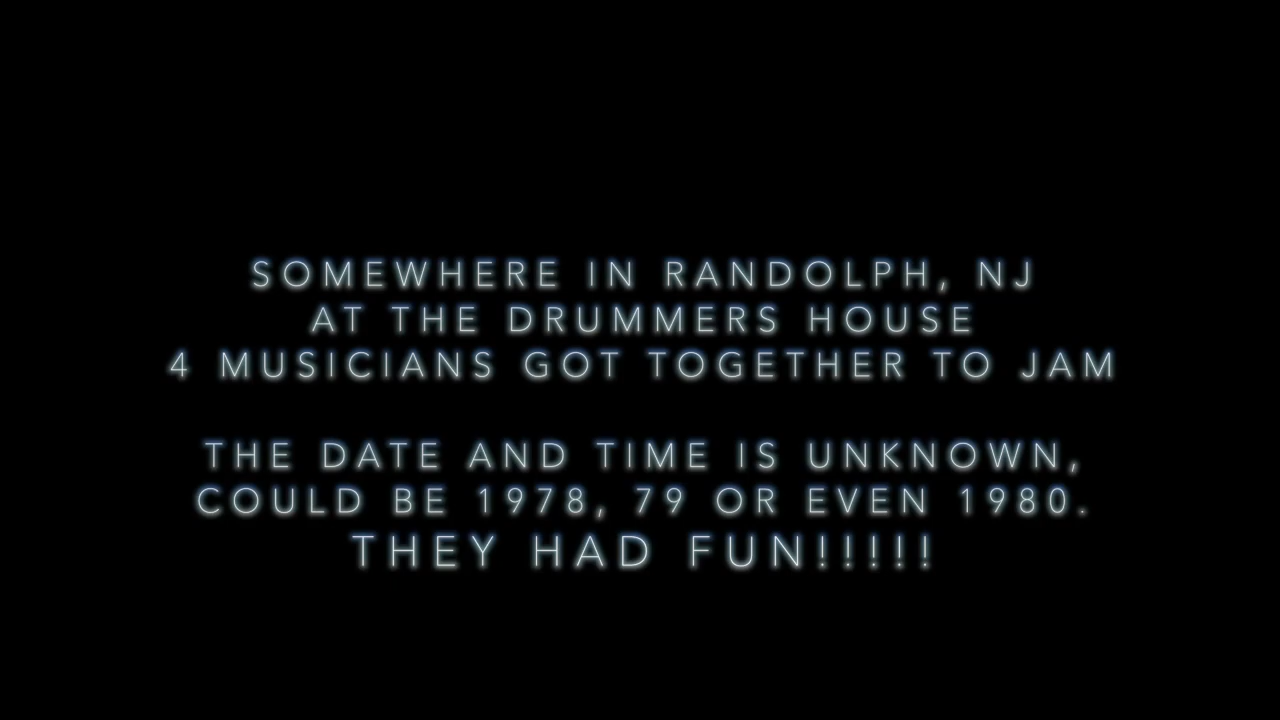 SOMEWHERE IN RANDOLPH, NJ
AT THE DRUMMERS HOUSE
4 MUSICIANS GOT TOGETHER TO JAM
THE DATE AND TIME IS UNKNOWN,
COULD BE 1978, 79 OR EVEN 1980.
THEY HAD FUN!!!!!